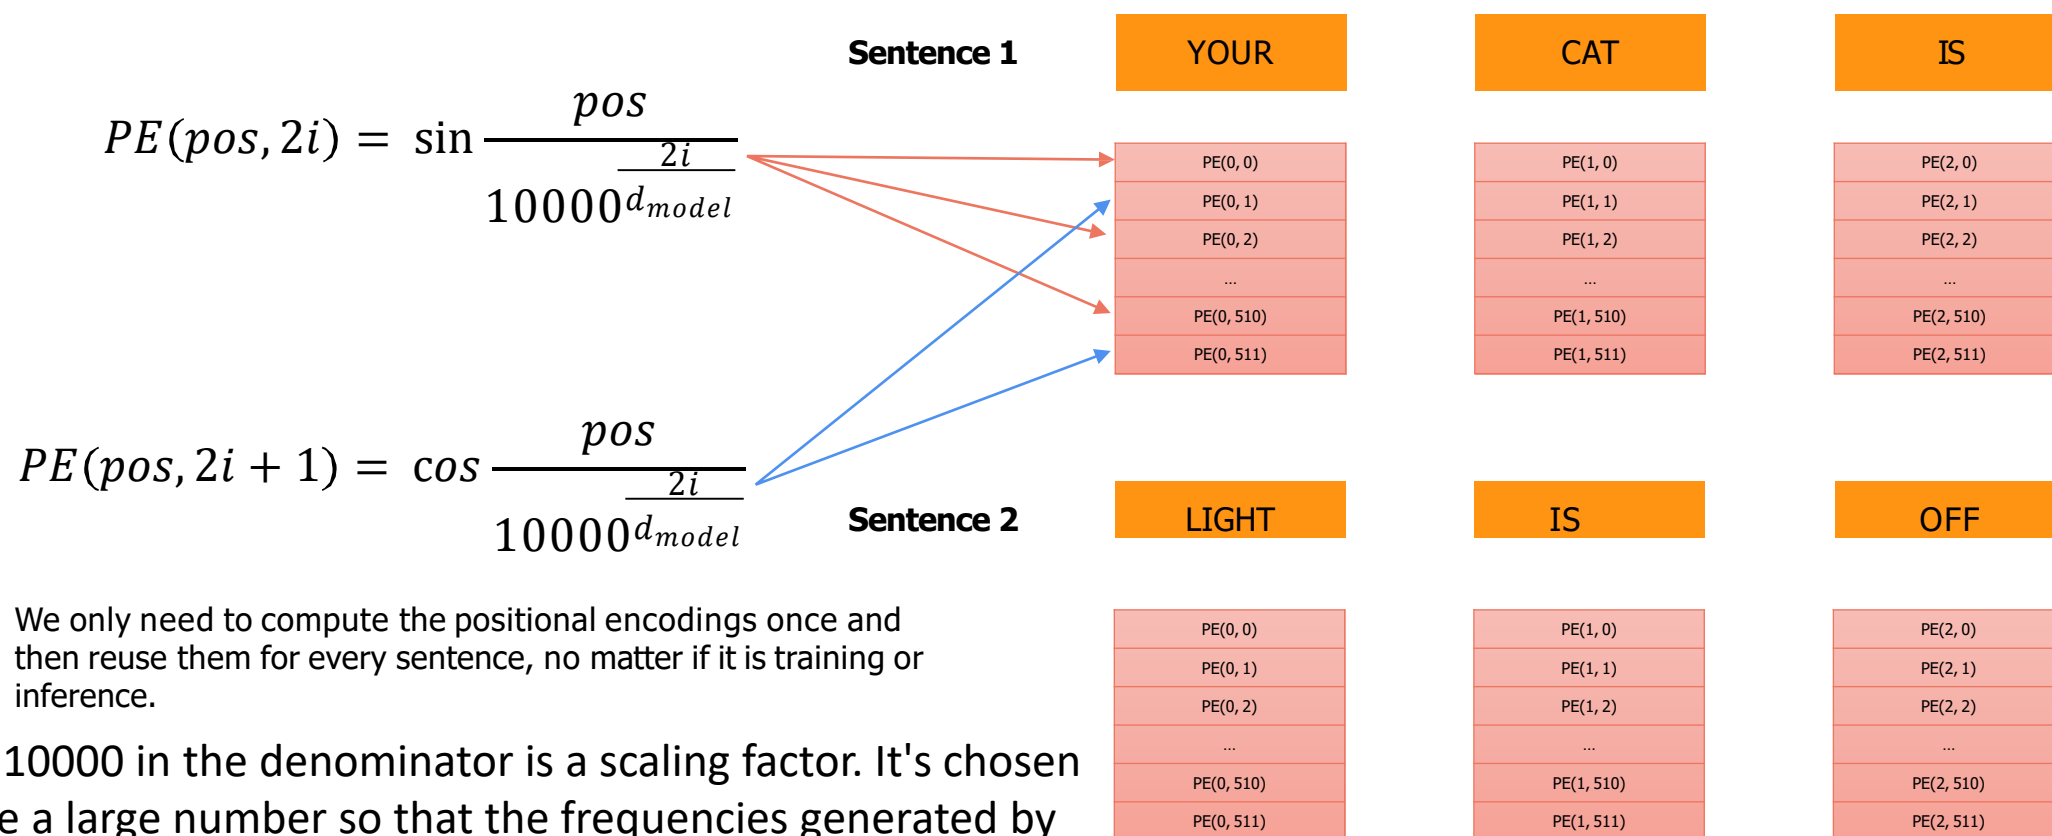 Sentence 1 YOUR CAT IS
PE(pos, 2i) = sin pos / 10000^(2i / d_model)
PE(0, 0) PE(1, 0) PE(2, 0)
PE(0, 1) PE(1, 1) PE(2, 1)
PE(0, 2) PE(1, 2) PE(2, 2)
... ... ...
PE(0, 510) PE(1, 510) PE(2, 510)
PE(0, 511) PE(1, 511) PE(2, 511)
PE(pos, 2i + 1) = cos pos / 10000^(2i / d_model)
Sentence 2 LIGHT IS OFF
We only need to compute the positional encodings once and
then reuse them for every sentence, no matter if it is training or
inference.
PE(0, 0) PE(1, 0) PE(2, 0)
PE(0, 1) PE(1, 1) PE(2, 1)
PE(0, 2) PE(1, 2) PE(2, 2)
... ... ...
PE(0, 510) PE(1, 510) PE(2, 510)
PE(0, 511) PE(1, 511) PE(2, 511)
10000 in the denominator is a scaling factor. It's chosen
e a large number so that the frequencies generated by